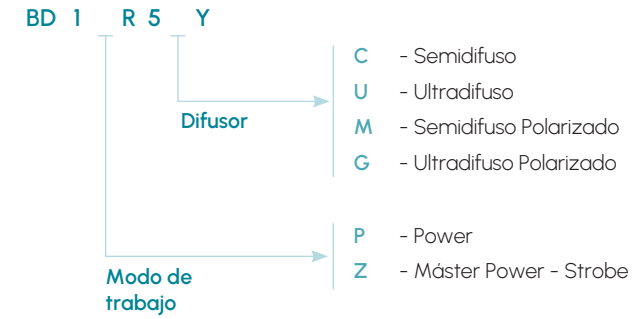 BD 1 R 5 Y
C - Semidifuso
U - Ultradifuso
Difusor
M - Semidifuso Polarizado
G - Ultradifuso Polarizado
P - Power
Z - Máster Power - Strobe
Modo de
trabajo